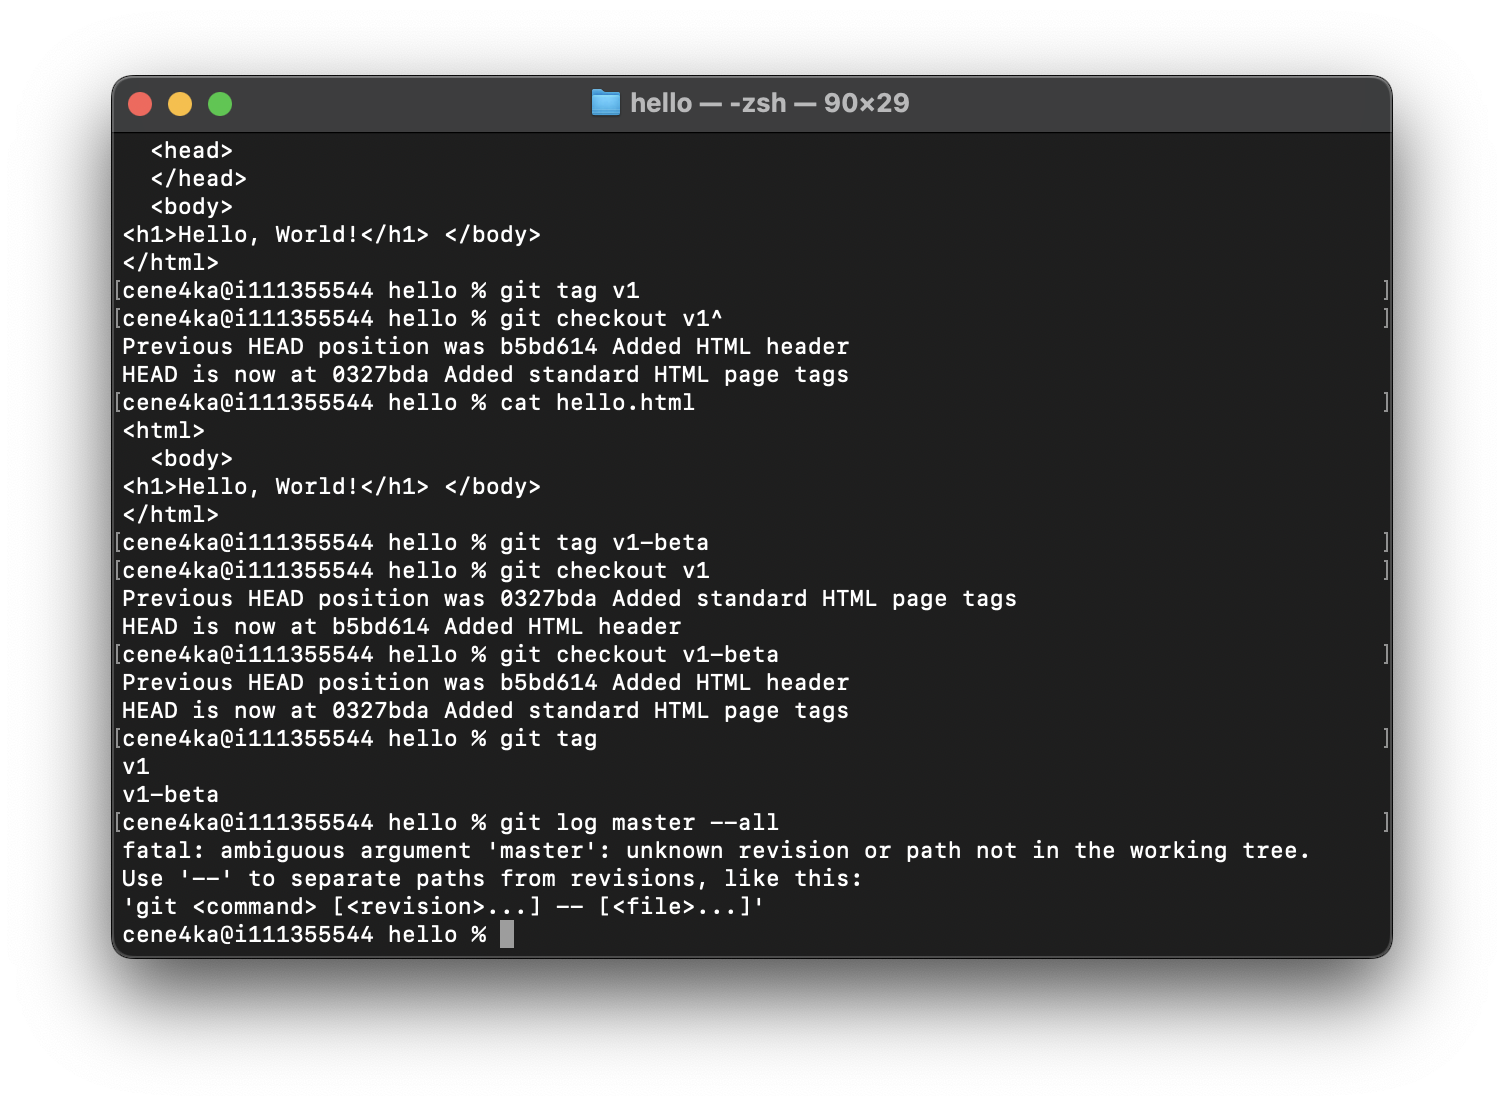 hello — -zsh — 90×29
  <head>
  </head>
  <body>
<h1>Hello, World!</h1> </body>
</html>
[cene4ka@i111355544 hello % git tag v1 ]
[cene4ka@i111355544 hello % git checkout v1^ ]
Previous HEAD position was b5bd614 Added HTML header
HEAD is now at 0327bda Added standard HTML page tags
[cene4ka@i111355544 hello % cat hello.html ]
<html>
  <body>
<h1>Hello, World!</h1> </body>
</html>
[cene4ka@i111355544 hello % git tag v1-beta ]
[cene4ka@i111355544 hello % git checkout v1 ]
Previous HEAD position was 0327bda Added standard HTML page tags
HEAD is now at b5bd614 Added HTML header
[cene4ka@i111355544 hello % git checkout v1-beta ]
Previous HEAD position was b5bd614 Added HTML header
HEAD is now at 0327bda Added standard HTML page tags
[cene4ka@i111355544 hello % git tag ]
v1
v1-beta
[cene4ka@i111355544 hello % git log master --all ]
fatal: ambiguous argument 'master': unknown revision or path not in the working tree.
Use '--' to separate paths from revisions, like this:
'git <command> [<revision>...] -- [<file>...]'
cene4ka@i111355544 hello %